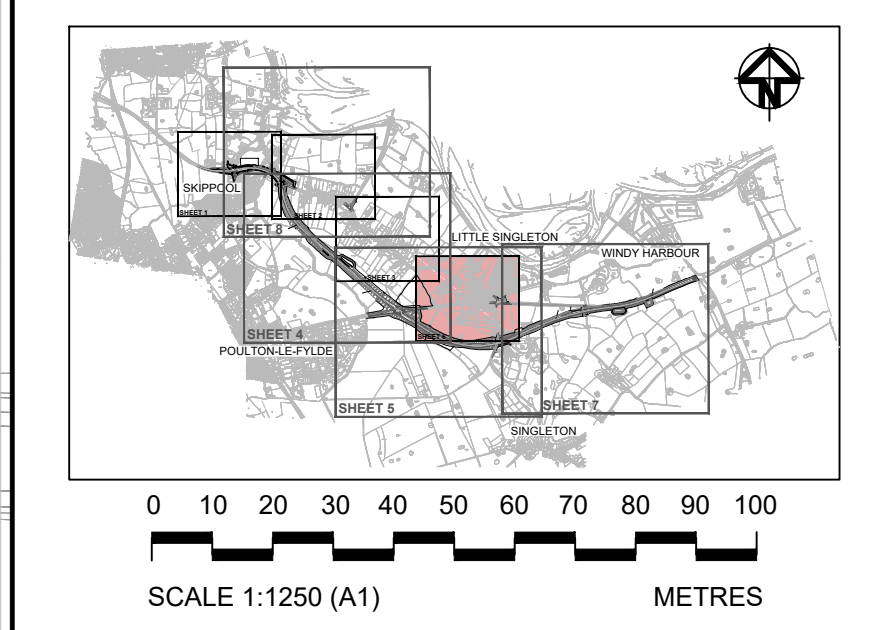 N
SKIPPOOL
SHEET 1
SHEET 2
SHEET 8
LITTLE SINGLETON
WINDY HARBOUR
SHEET 3
SHEET 4
SHEET 6
POULTON-LE-FYLDE
SHEET 5
SHEET 7
SINGLETON
0 10 20 30 40 50 60 70 80 90 100
SCALE 1:1250 (A1) METRES